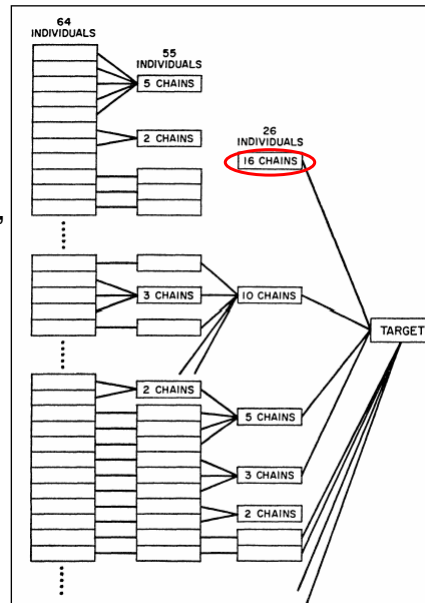 64
INDIVIDUALS
55
INDIVIDUALS
5 CHAINS
2 CHAINS
26
INDIVIDUALS
16 CHAINS
3 CHAINS
10 CHAINS
TARGET
2 CHAINS
5 CHAINS
3 CHAINS
2 CHAINS